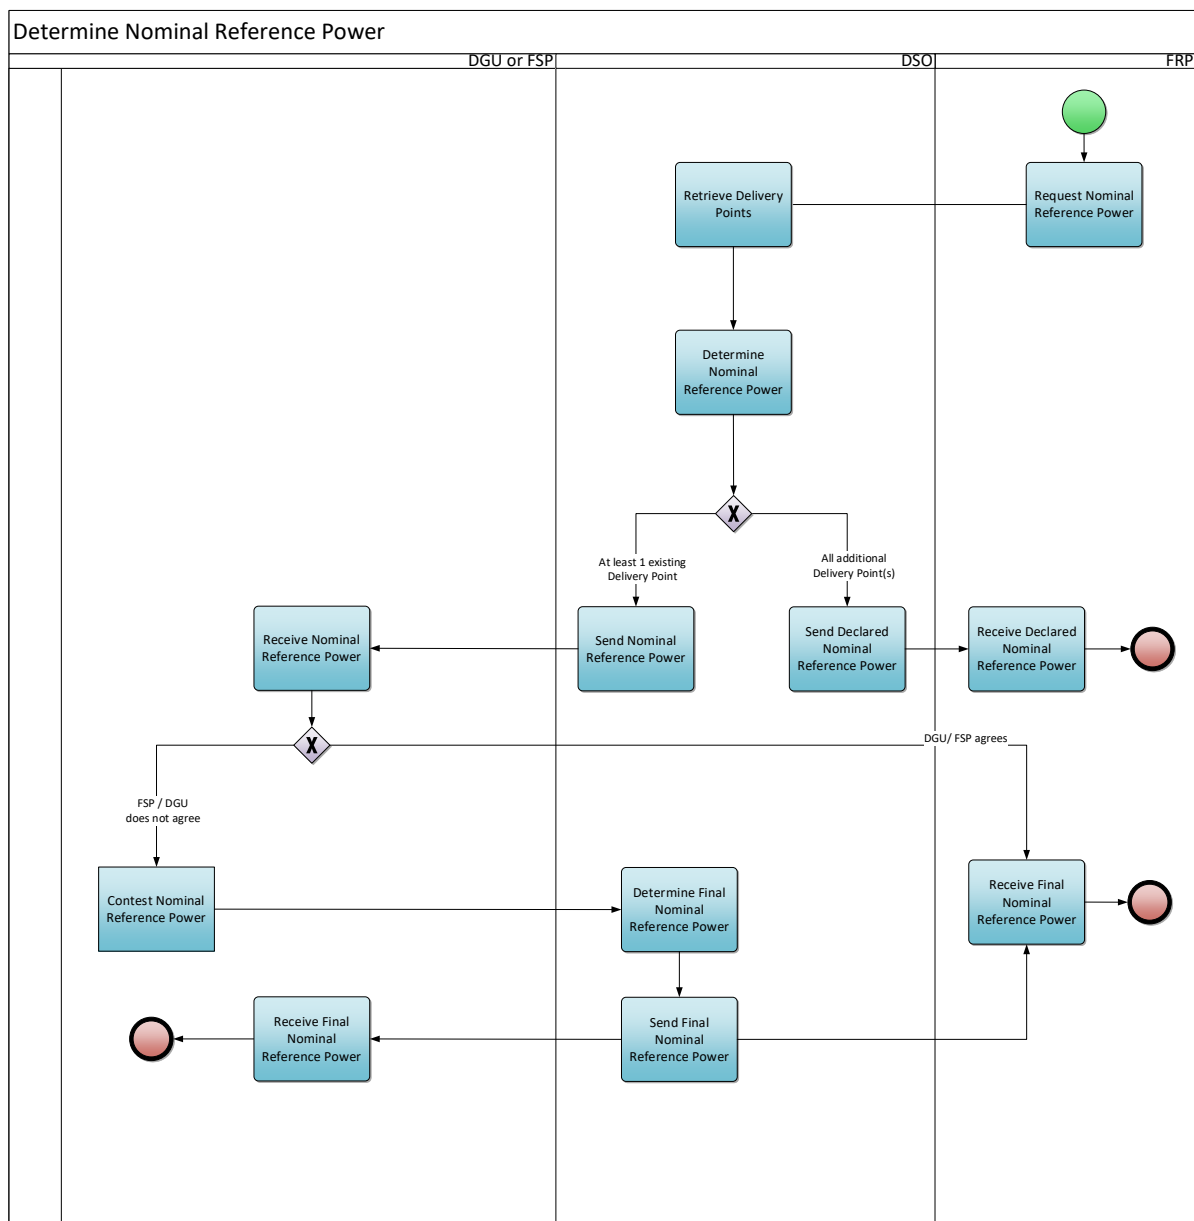 Determine Nominal Reference Power
DGU or FSP
DSO
FRP
Retrieve Delivery
Points
Request Nominal
Reference Power
Determine
Nominal
Reference Power
X
At least 1 existing
Delivery Point
All additional
Delivery Point(s)
Receive Nominal
Reference Power
Send Nominal
Reference Power
Send Declared
Nominal
Reference Power
Receive Declared
Nominal
Reference Power
X
DGU/ FSP agrees
FSP / DGU
does not agree
Contest Nominal
Reference Power
Determine Final
Nominal
Reference Power
Receive Final
Nominal
Reference Power
Receive Final
Nominal
Reference Power
Send Final
Nominal
Reference Power